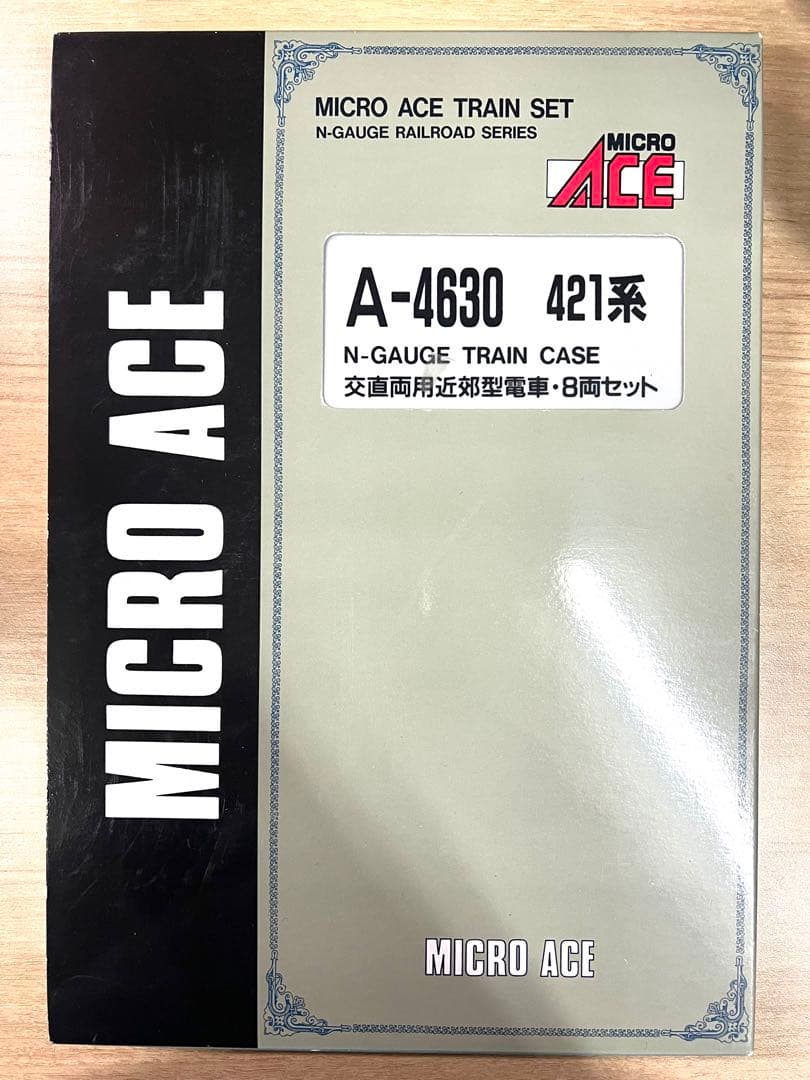 MICRO ACE
MICRO ACE TRAIN SET
N-GAUGE RAILROAD SERIES
MICRO
ACE
A-4630 421系
N-GAUGE TRAIN CASE
交直両用近郊型電車・8両セット
MICRO ACE